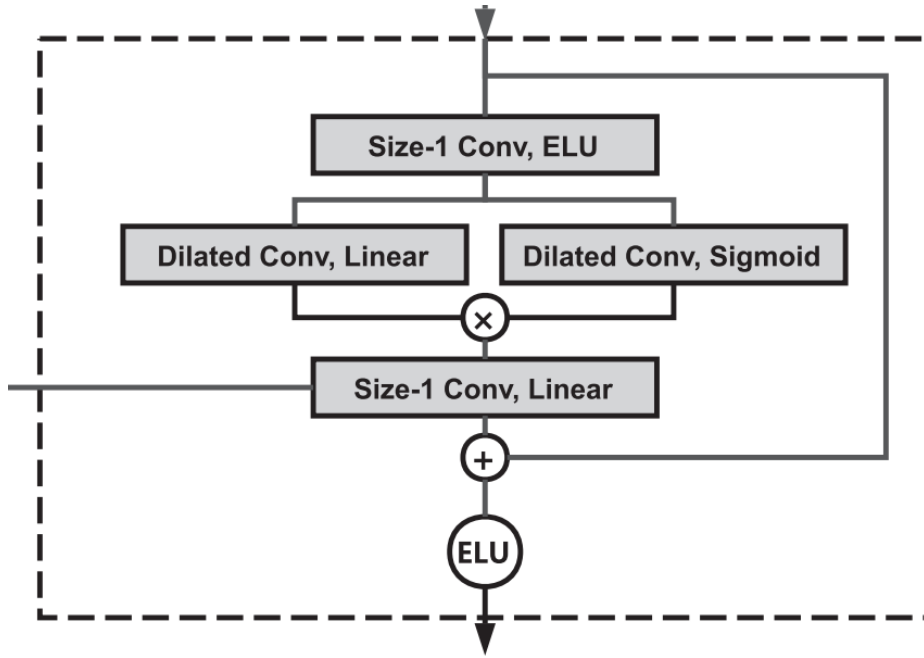 Size-1 Conv, ELU
Dilated Conv, Linear
Dilated Conv, Sigmoid
×
Size-1 Conv, Linear
+
ELU